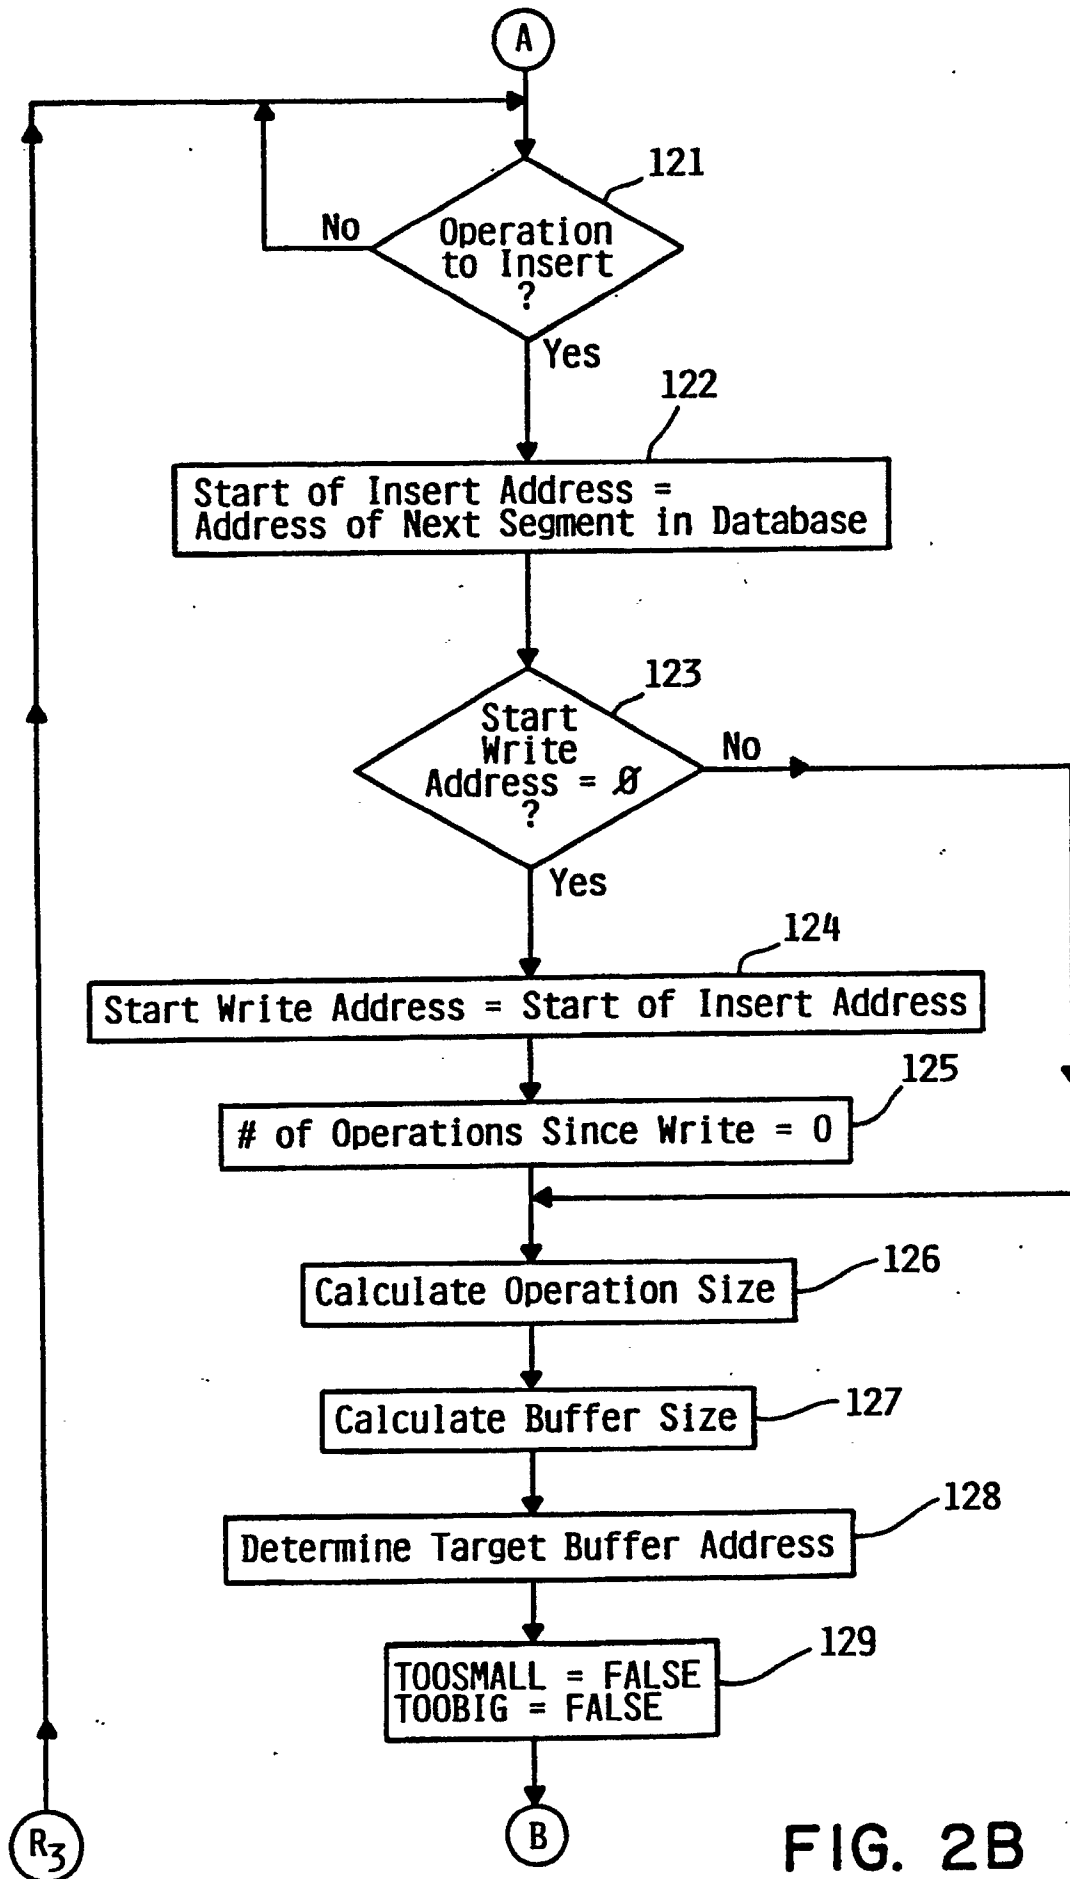 A
121
No
Operation
to Insert
?
Yes
122
Start of Insert Address =
Address of Next Segment in Database
123
Start
Write
Address = Ø
?
No
Yes
124
Start Write Address = Start of Insert Address
125
# of Operations Since Write = 0
126
Calculate Operation Size
127
Calculate Buffer Size
128
Determine Target Buffer Address
129
TOOSMALL = FALSE
TOOBIG = FALSE
R3
B
FIG. 2B